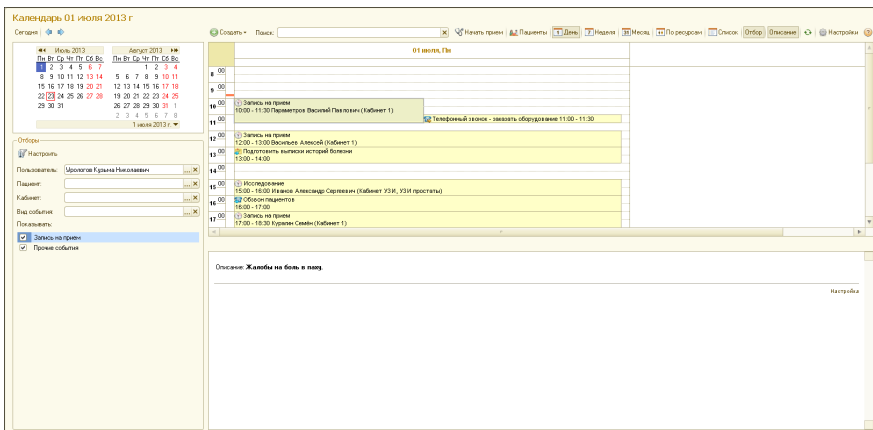 Календарь 01 июля 2013 г
Сегодня
Создать Поиск: Начать прием Пациенты День Неделя Месяц По ресурсам Список Отбор Описание Настройки
Июль 2013 Август 2013
Пн Вт Ср Чт Пт Сб Вс Пн Вт Ср Чт Пт Сб Вс
1 2 3 4 5 6 7 1 2 3 4
8 9 10 11 12 13 14 5 6 7 8 9 10 11
15 16 17 18 19 20 21 12 13 14 15 16 17 18
22 23 24 25 26 27 28 19 20 21 22 23 24 25
29 30 31 26 27 28 29 30 31 1
2 3 4 5 6 7 8
1 июля 2013 г.
Отборы
Настроить
Пользователь: Урологов Кузьма Николаевич
Пациент:
Кабинет:
Вид события:
Показывать:
Запись на прием
Прочие события
01 июля, Пн
8 00
9 00
10 00 Запись на прием
10:00 - 11:30 Параметров Василий Павлович (Кабинет 1)
11 00 Телефонный звонок - заказать оборудование 11:00 - 11:30
12 00 Запись на прием
12:00 - 13:00 Васильев Алексей (Кабинет 1)
13 00 Подготовить выписки историй болезни
13:00 - 14:00
14 00
15 00 Исследование
15:00 - 16:00 Иванов Александр Сергеевич (Кабинет УЗИ, УЗИ простаты)
16 00 Обзвон пациентов
16:00 - 17:00
17 00 Запись на прием
17:00 - 18:30 Курагин Семён (Кабинет 1)
Описание: Жалобы на боль в паху.
Настройка